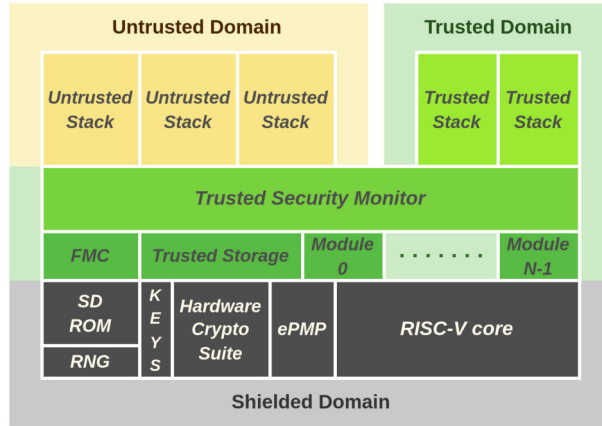 Untrusted Domain
Trusted Domain
Untrusted
Stack
Untrusted
Stack
Untrusted
Stack
Trusted
Stack
Trusted
Stack
Trusted Security Monitor
FMC
Trusted Storage
Module
0
.......
Module
N-1
SD
ROM
RNG
K
E
Y
S
Hardware
Crypto
Suite
ePMP
RISC-V core
Shielded Domain